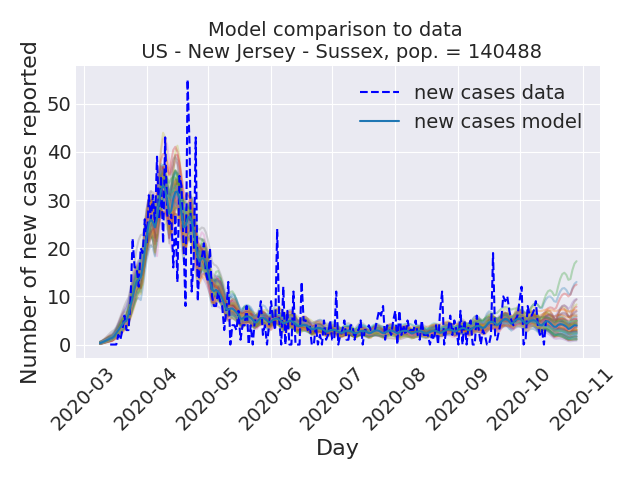 Model comparison to data
US - New Jersey - Sussex, pop. = 140488
Number of new cases reported
50
40
30
20
10
0
new cases data
new cases model
2020-03
2020-04
2020-05
2020-06
2020-07
2020-08
2020-09
2020-10
2020-11
Day